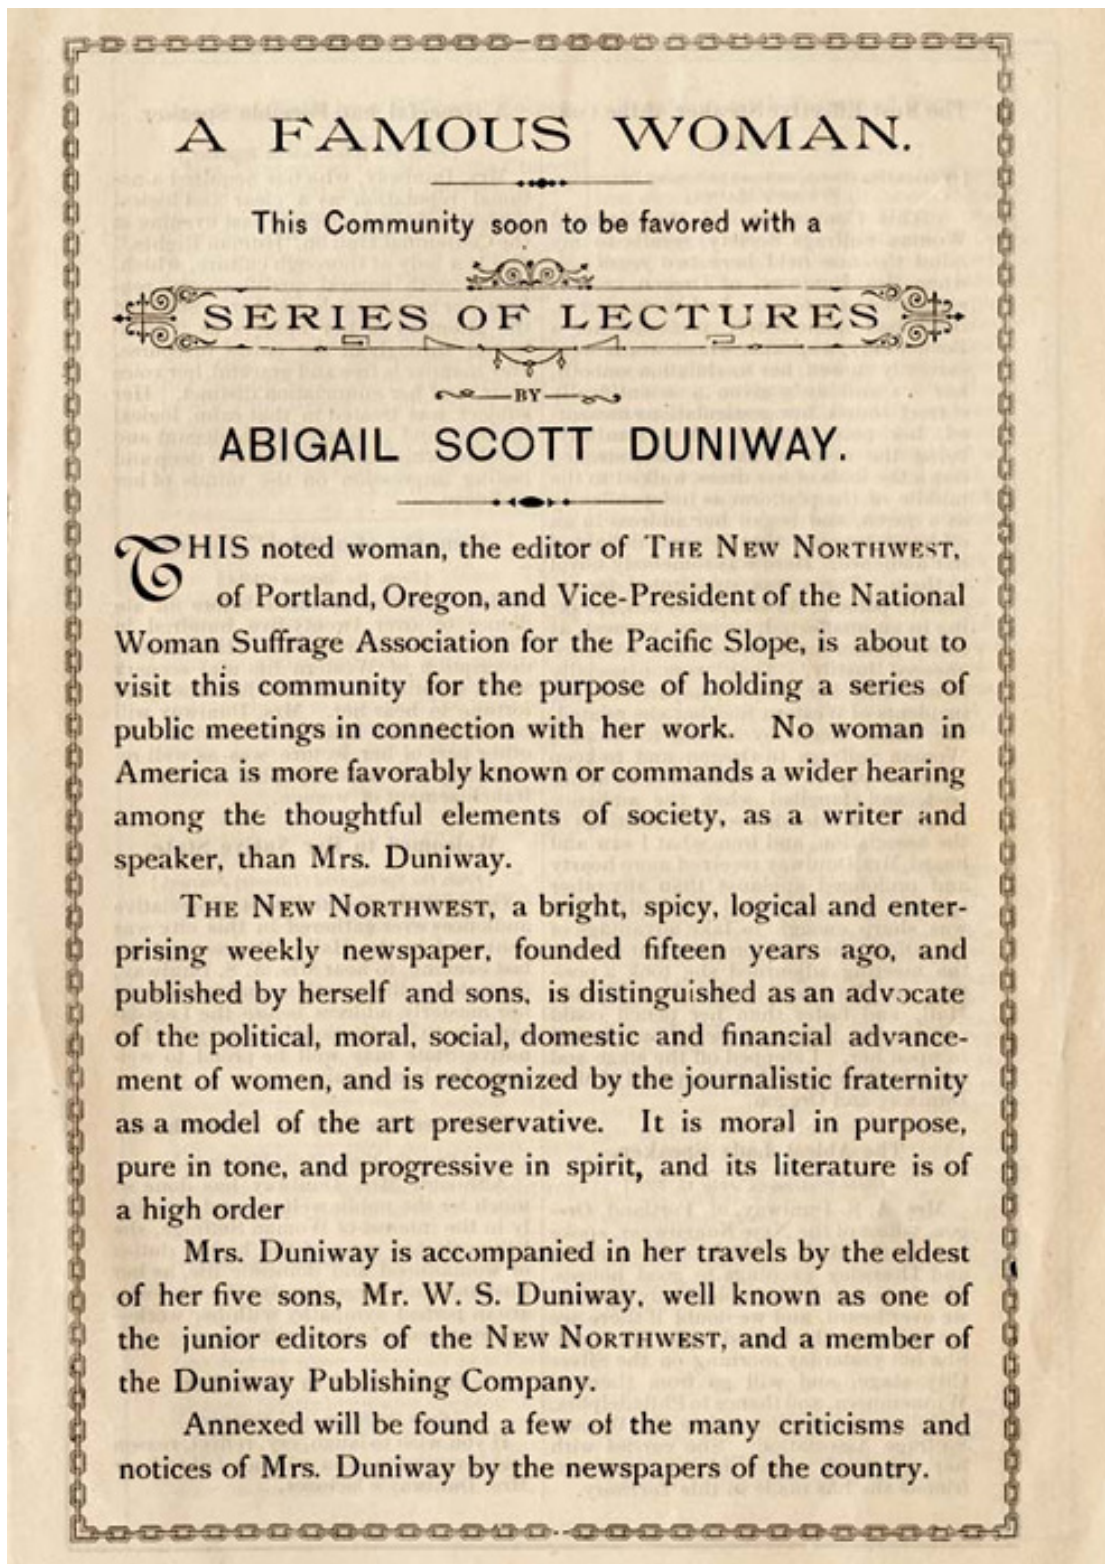 A FAMOUS WOMAN.
This Community soon to be favored with a
SERIES OF LECTURES
BY
ABIGAIL SCOTT DUNIWAY.
THIS noted woman, the editor of THE NEW NORTHWEST,
of Portland, Oregon, and Vice-President of the National
Woman Suffrage Association for the Pacific Slope, is about to
visit this community for the purpose of holding a series of
public meetings in connection with her work. No woman in
America is more favorably known or commands a wider hearing
among the thoughtful elements of society, as a writer and
speaker, than Mrs. Duniway.
THE NEW NORTHWEST, a bright, spicy, logical and enter-
prising weekly newspaper, founded fifteen years ago, and
published by herself and sons, is distinguished as an advocate
of the political, moral, social, domestic and financial advance-
ment of women, and is recognized by the journalistic fraternity
as a model of the art preservative. It is moral in purpose,
pure in tone, and progressive in spirit, and its literature is of
a high order
Mrs. Duniway is accompanied in her travels by the eldest
of her five sons, Mr. W. S. Duniway, well known as one of
the junior editors of the NEW NORTHWEST, and a member of
the Duniway Publishing Company.
Annexed will be found a few of the many criticisms and
notices of Mrs. Duniway by the newspapers of the country.